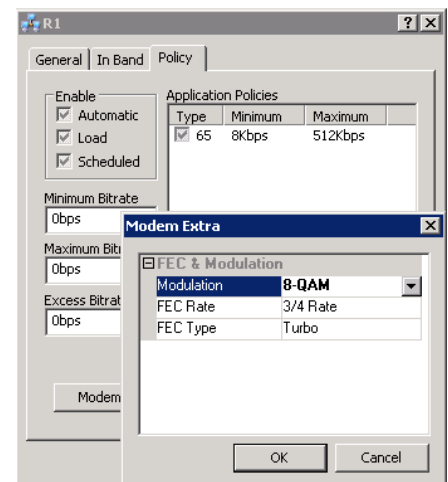 R1
General In Band Policy
Enable
Automatic
Load
Scheduled
Application Policies
Type Minimum Maximum
65 8Kbps 512Kbps
Minimum Bitrate
0bps
Maximum Bit
0bps
Excess Bitrat
0bps
Modem
Modem Extra
FEC & Modulation
Modulation 8-QAM
FEC Rate 3/4 Rate
FEC Type Turbo
OK Cancel